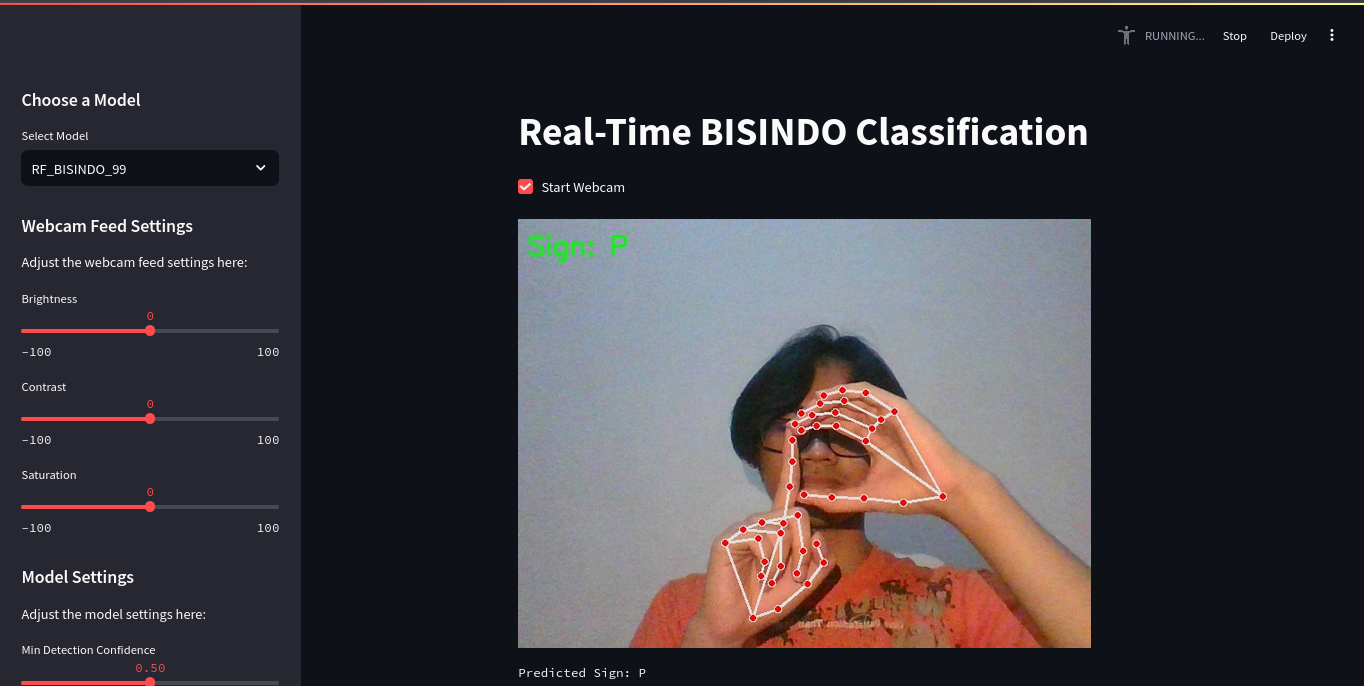 RUNNING...
Stop
Deploy
Choose a Model
Select Model
RF_BISINDO_99
Webcam Feed Settings
Adjust the webcam feed settings here:
Brightness
0
-100
100
Contrast
0
-100
100
Saturation
0
-100
100
Model Settings
Adjust the model settings here:
Min Detection Confidence
0.50
Real-Time BISINDO Classification
Start Webcam
Sign: P
Predicted Sign: P